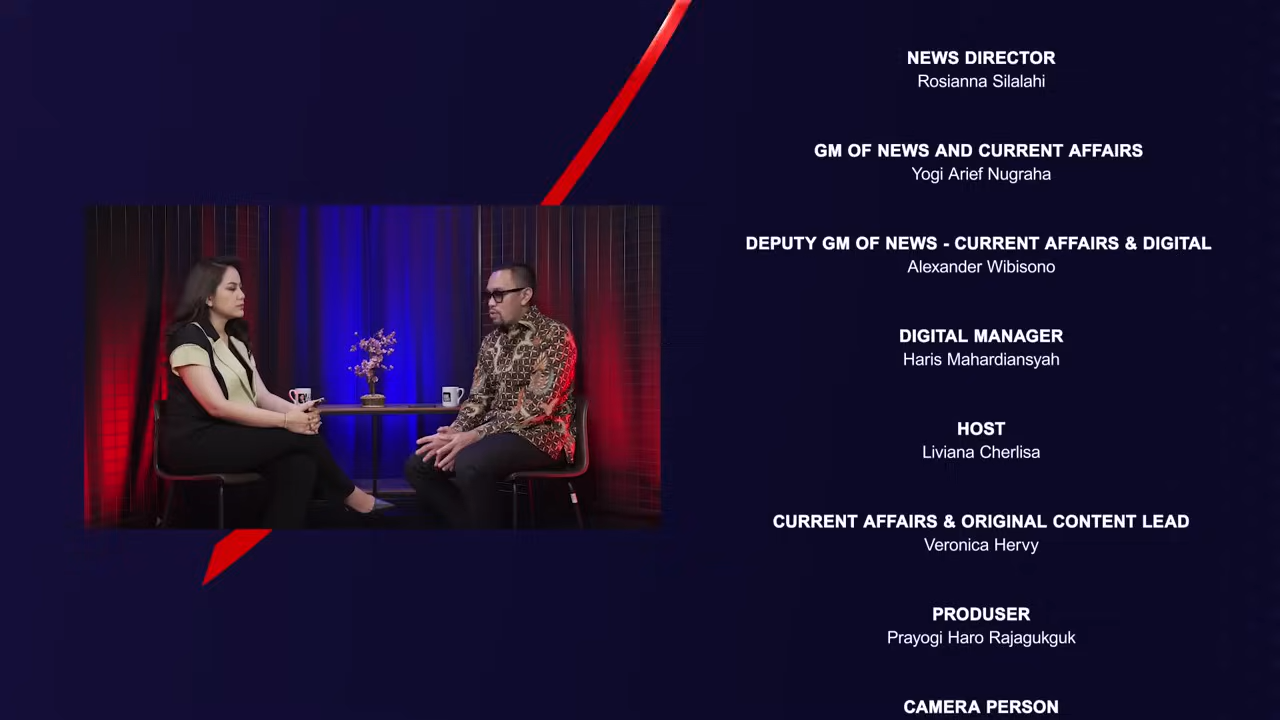 NEWS DIRECTOR
Rosianna Silalahi
GM OF NEWS AND CURRENT AFFAIRS
Yogi Arief Nugraha
DEPUTY GM OF NEWS - CURRENT AFFAIRS & DIGITAL
Alexander Wibisono
DIGITAL MANAGER
Haris Mahardiansyah
HOST
Liviana Cherlisa
CURRENT AFFAIRS & ORIGINAL CONTENT LEAD
Veronica Hervy
PRODUSER
Prayogi Haro Rajagukguk
CAMERA PERSON